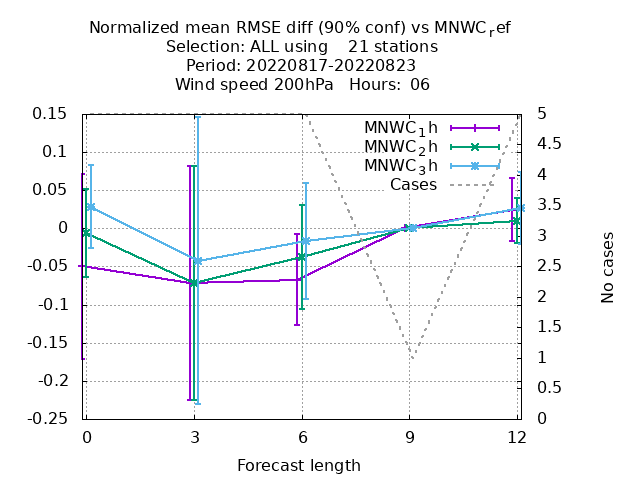 Normalized mean RMSE diff (90% conf) vs MNWC_ref
Selection: ALL using    21 stations
Period: 20220817-20220823
Wind speed 200hPa   Hours:  06
MNWC_1h
MNWC_2h
MNWC_3h
Cases
0.15
0.1
0.05
0
-0.05
-0.1
-0.15
-0.2
-0.25
5
4.5
4
3.5
3
2.5
2
1.5
1
0.5
0
No cases
0 3 6 9 12
Forecast length